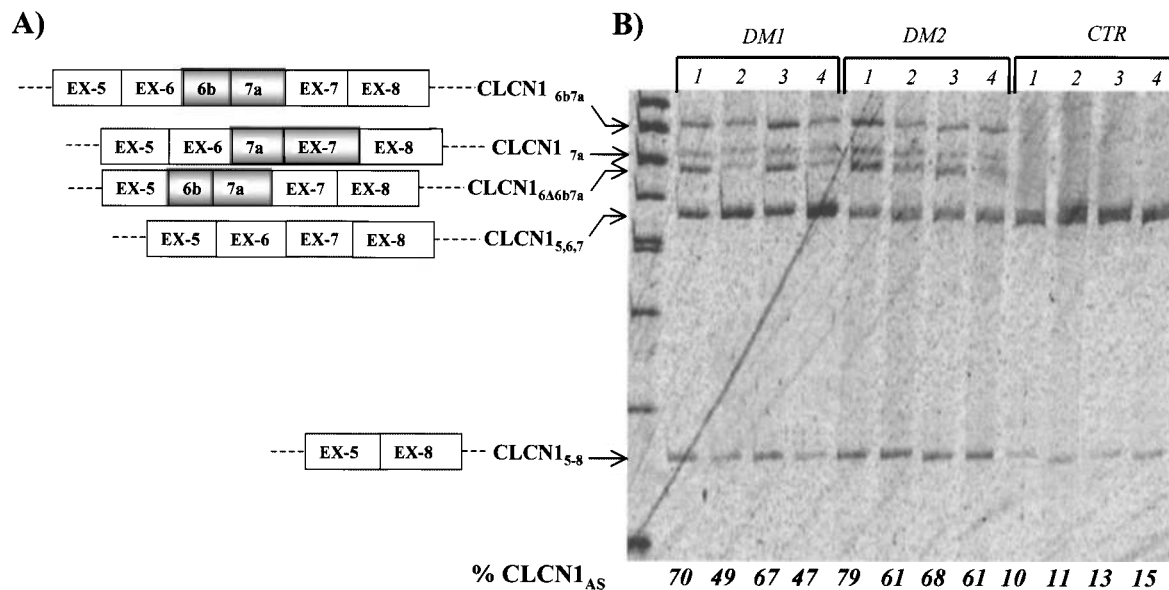 A)
EX-5 EX-6 6b 7a EX-7 EX-8 CLCN1 6b7a
EX-5 EX-6 7a EX-7 EX-8 CLCN1 7a
EX-5 6b 7a EX-7 EX-8 CLCN1 6Δ6b7a
EX-5 EX-6 EX-7 EX-8 CLCN1 5,6,7
EX-5 EX-8 CLCN1 5-8
B)
DM1 DM2 CTR
1 2 3 4 1 2 3 4 1 2 3 4
% CLCN1 AS 70 49 67 47 79 61 68 61 10 11 13 15